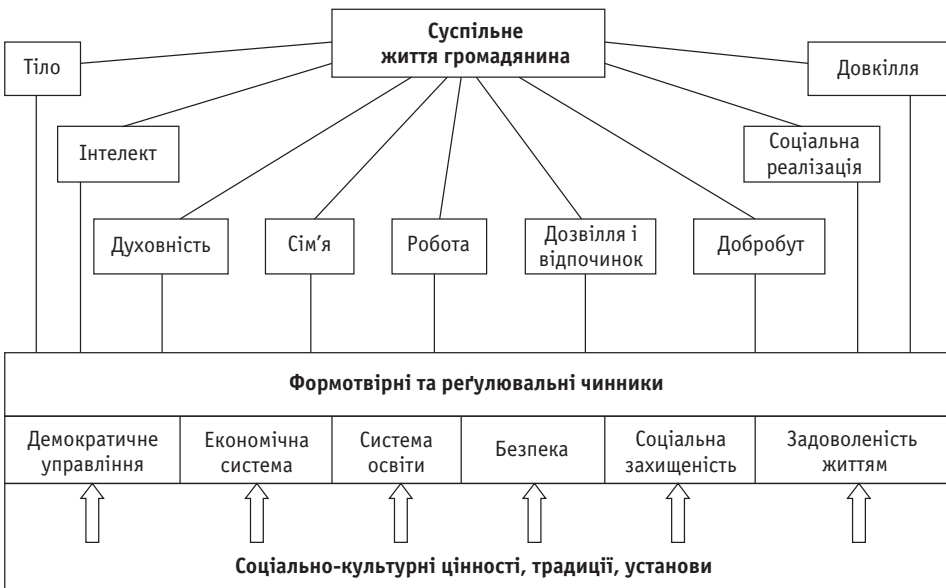 Суспільне
життя громадянина
Тіло
Довкілля
Інтелект
Соціальна
реалізація
Духовність
Сім’я
Робота
Дозвілля і
відпочинок
Добробут
Формотвірні та реґулювальні чинники
Демократичне
управління
Економічна
система
Система
освіти
Безпека
Соціальна
захищеність
Задоволеність
життям
Соціально-культурні цінності, традиції, установи